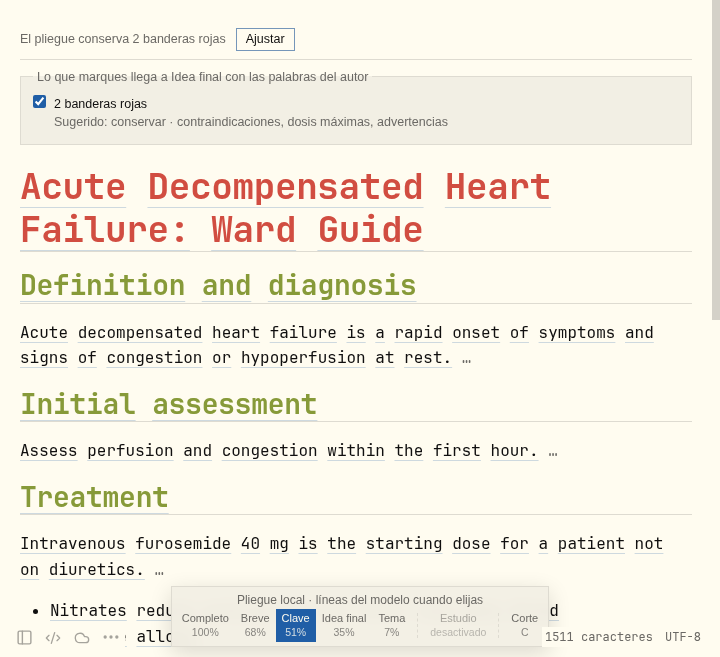 El pliegue conserva 2 banderas rojas Ajustar
Lo que marques llega a Idea final con las palabras del autor
2 banderas rojas
Sugerido: conservar · contraindicaciones, dosis máximas, advertencias
Acute Decompensated Heart
Failure: Ward Guide
Definition and diagnosis
Acute decompensated heart failure is a rapid onset of symptoms and
signs of congestion or hypoperfusion at rest. …
Initial assessment
Assess perfusion and congestion within the first hour. …
Treatment
Intravenous furosemide 40 mg is the starting dose for a patient not
on diuretics. …
Nitrates
Pliegue local · líneas del modelo cuando elijas
Completo Breve Clave Idea final Tema Estudio Corte
100% 68% 51% 35% 7% desactivado C
1511 caracteres UTF-8